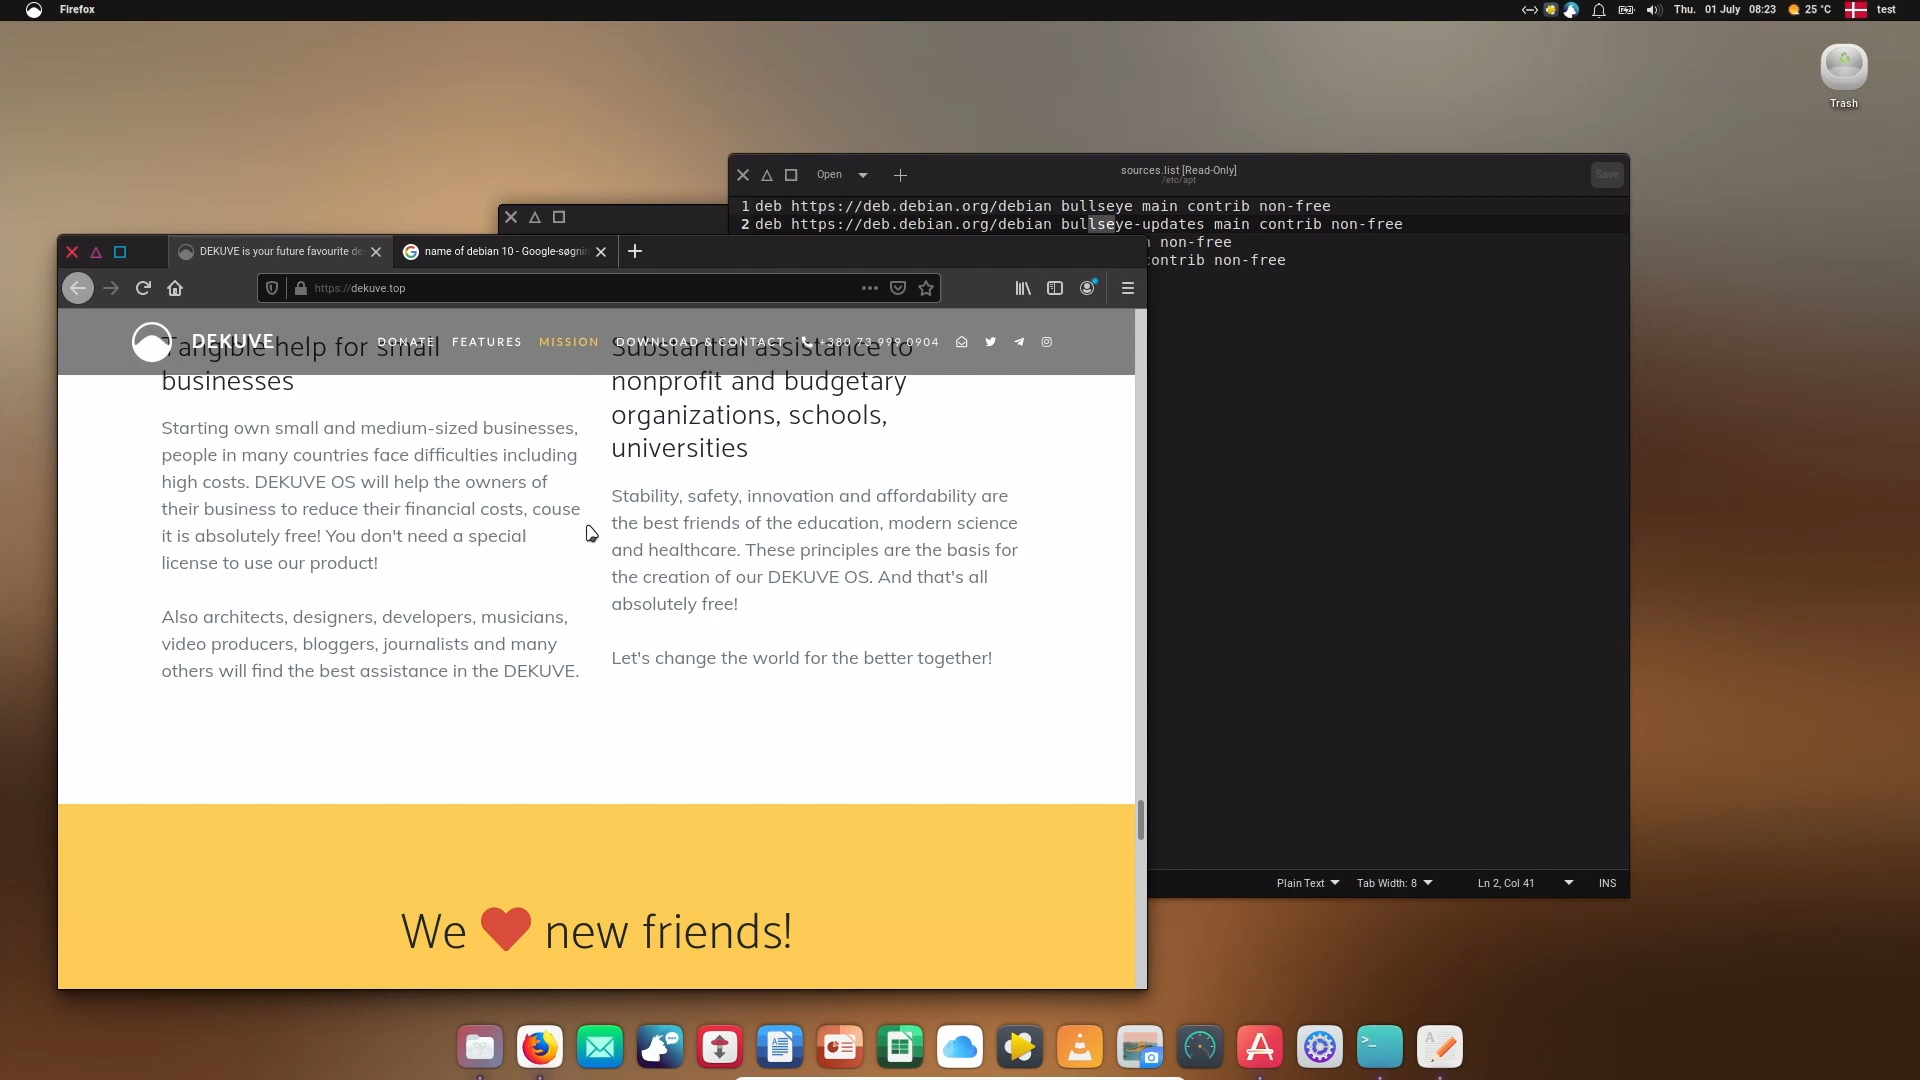 Firefox
Thu. 01 July 08:23 25 °C test
Trash
Open
sources.list [Read-Only]
/etc/apt
Save
1 deb https://deb.debian.org/debian bullseye main contrib non-free
2 deb https://deb.debian.org/debian bullseye-updates main contrib non-free
non-free
contrib non-free
DEKUVE is your future favourite de
name of debian 10 - Google-søgnin
https://dekuve.top
DEKUVE
DONATE FEATURES MISSION DOWNLOAD & CONTACT +380 73 999 0904
Tangible help for small
businesses
Starting own small and medium-sized businesses,
people in many countries face difficulties including
high costs. DEKUVE OS will help the owners of
their business to reduce their financial costs, couse
it is absolutely free! You don't need a special
license to use our product!
Also architects, designers, developers, musicians,
video producers, bloggers, journalists and many
others will find the best assistance in the DEKUVE.
Substantial assistance to
nonprofit and budgetary
organizations, schools,
universities
Stability, safety, innovation and affordability are
the best friends of the education, modern science
and healthcare. These principles are the basis for
the creation of our DEKUVE OS. And that's all
absolutely free!
Let's change the world for the better together!
We new friends!
Plain Text Tab Width: 8 Ln 2, Col 41 INS